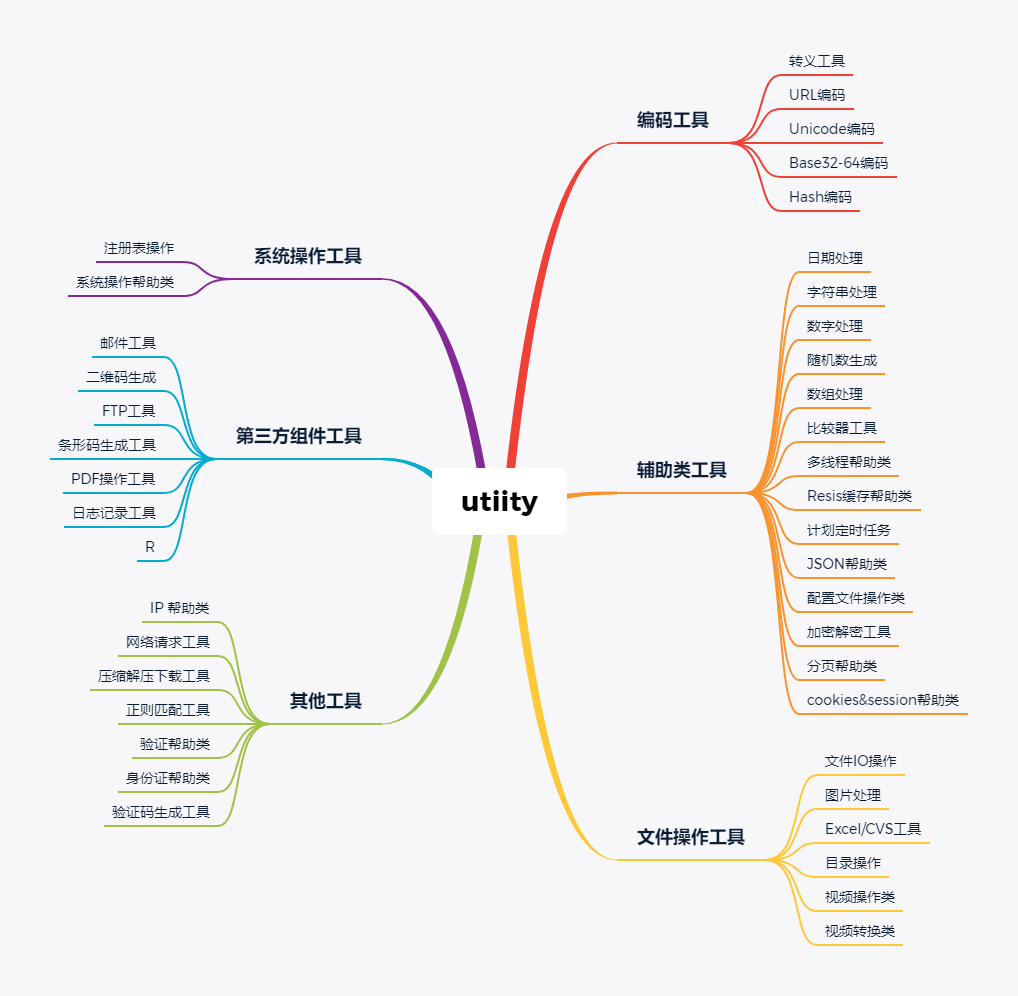 utiity
编码工具
转义工具
URL编码
Unicode编码
Base32-64编码
Hash编码
辅助类工具
日期处理
字符串处理
数字处理
随机数生成
数组处理
比较器工具
多线程帮助类
Resis缓存帮助类
计划定时任务
JSON帮助类
配置文件操作类
加密解密工具
分页帮助类
cookies&session帮助类
文件操作工具
文件IO操作
图片处理
Excel/CVS工具
目录操作
视频操作类
视频转换类
系统操作工具
注册表操作
系统操作帮助类
第三方组件工具
邮件工具
二维码生成
FTP工具
条形码生成工具
PDF操作工具
日志记录工具
R
其他工具
IP 帮助类
网络请求工具
压缩解压下载工具
正则匹配工具
验证帮助类
身份证帮助类
验证码生成工具